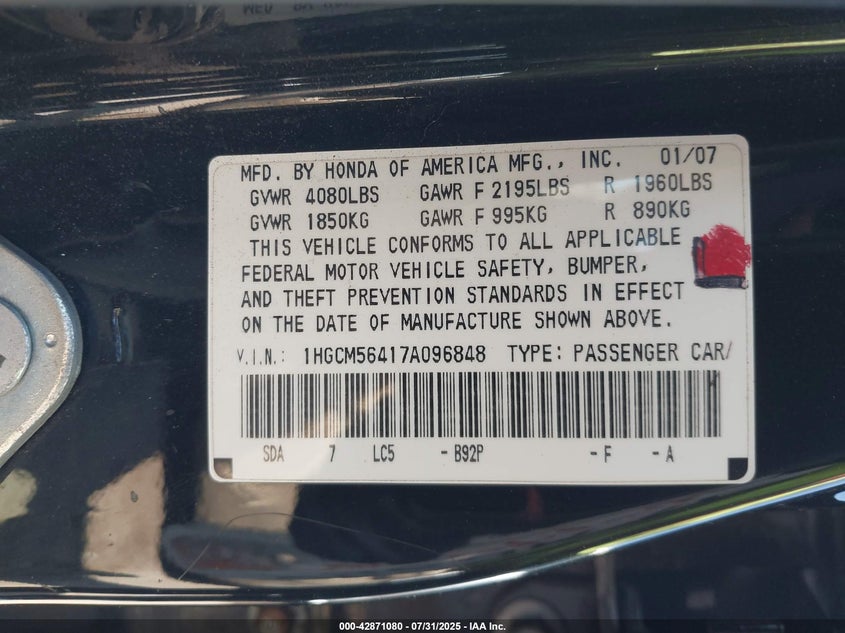 MFD. BY HONDA OF AMERICA MFG., INC. 01/07
GVWR 4080LBS GAWR F 2195LBS R 1960LBS
GVWR 1850KG GAWR F 995KG R 890KG
THIS VEHICLE CONFORMS TO ALL APPLICABLE
FEDERAL MOTOR VEHICLE SAFETY, BUMPER,
AND THEFT PREVENTION STANDARDS IN EFFECT
ON THE DATE OF MANUFACTURE SHOWN ABOVE.
V.I.N.: 1HGCM56417A096848 TYPE: PASSENGER CAR/
SDA 7 LC5 -B92P -F -A
000-42871080 / 07/31/2025 - IAA Inc.